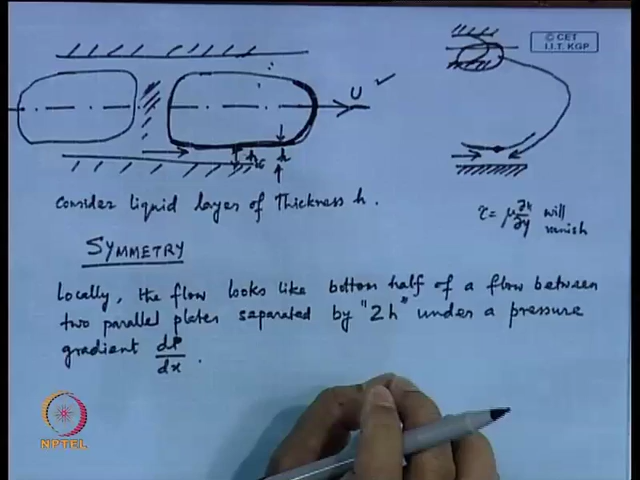 © CET
I.I.T. KGP
U
h_c h
Consider liquid layer of Thickness h.
τ = μ ∂u/∂y will
vanish
SYMMETRY
Locally, the flow looks like bottom half of a flow between
two parallel plates separated by "2h" under a pressure
gradient dP/dx.
NPTEL